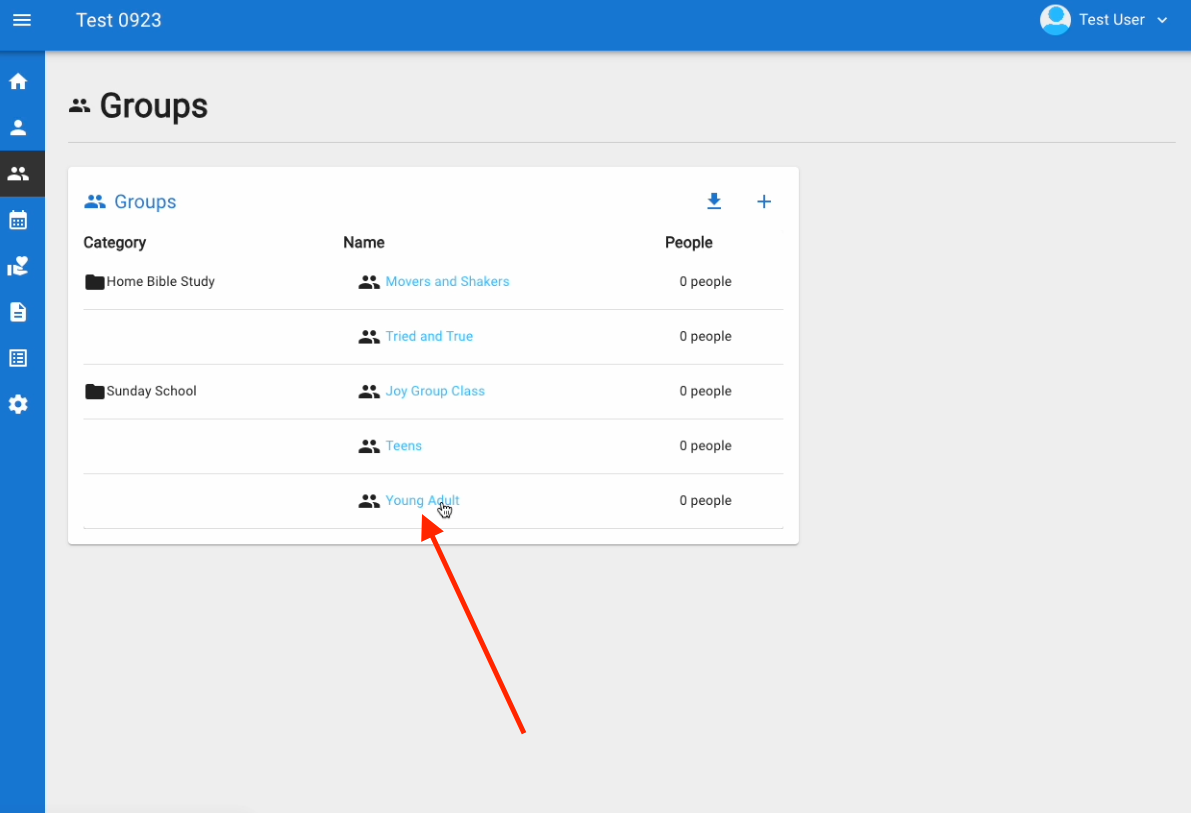 Test 0923
Test User
Groups
Groups
Category Name People
Home Bible Study Movers and Shakers 0 people
Tried and True 0 people
Sunday School Joy Group Class 0 people
Teens 0 people
Young Adult 0 people